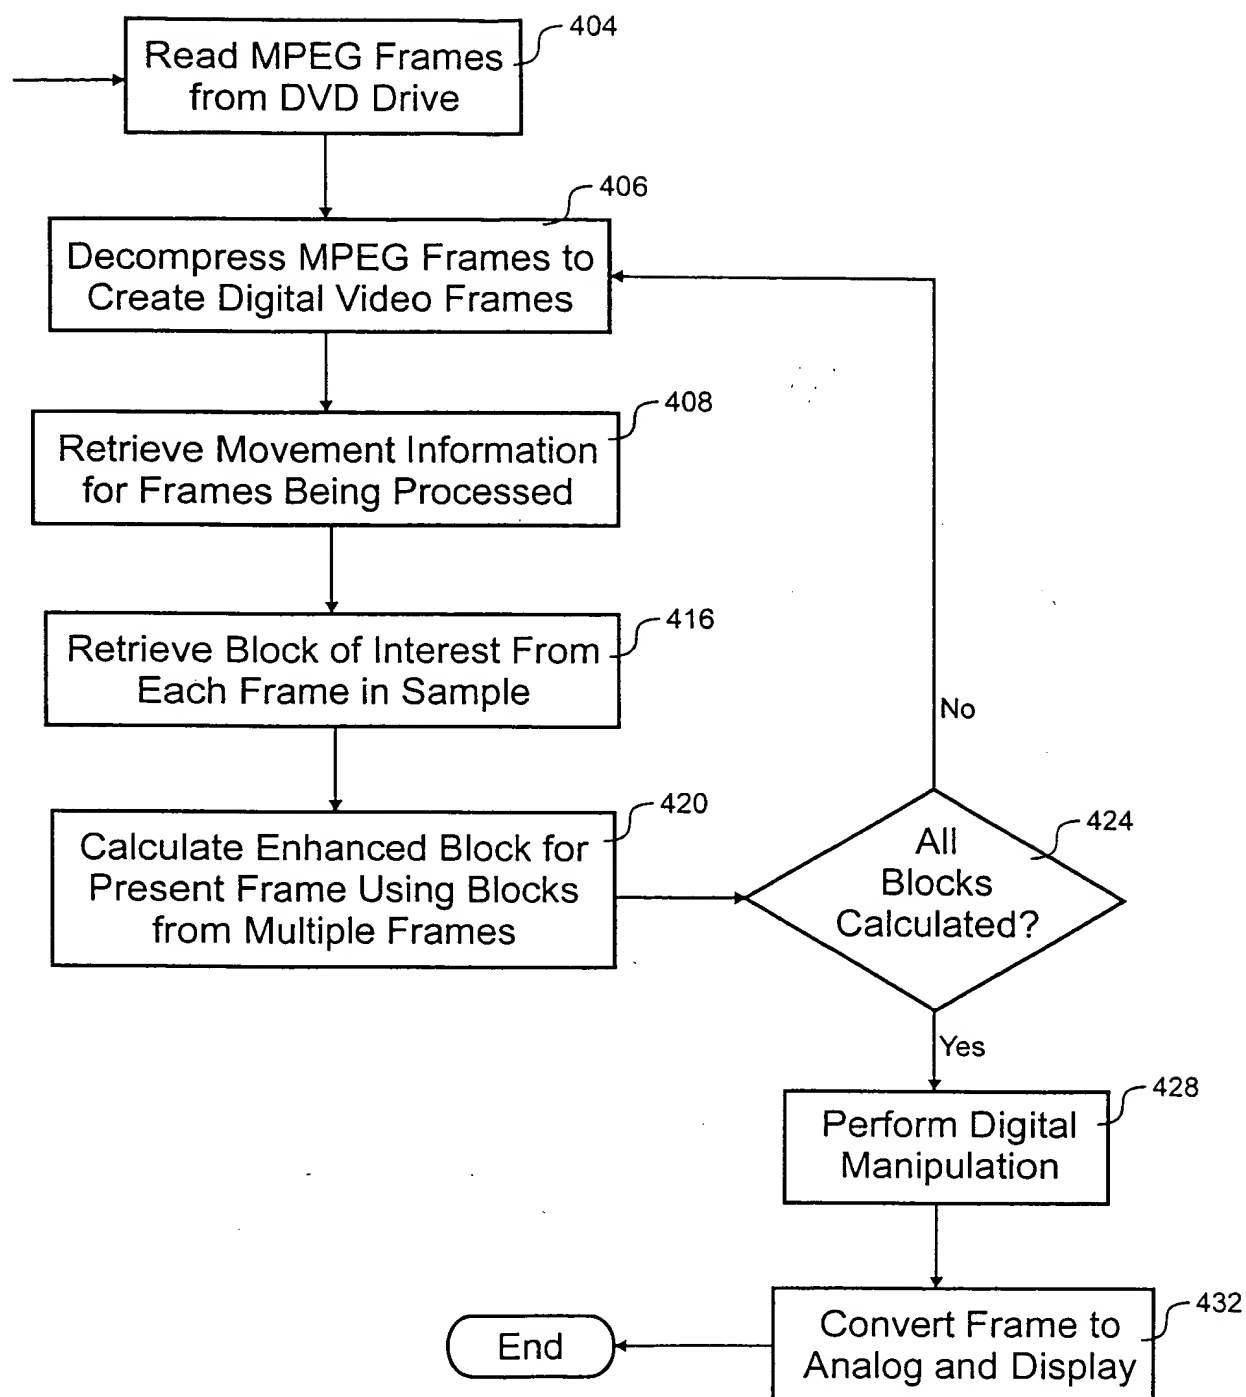 404
Read MPEG Frames
from DVD Drive
406
Decompress MPEG Frames to
Create Digital Video Frames
408
Retrieve Movement Information
for Frames Being Processed
416
Retrieve Block of Interest From
Each Frame in Sample
No
420
Calculate Enhanced Block for
Present Frame Using Blocks
from Multiple Frames
424
All
Blocks
Calculated?
Yes
428
Perform Digital
Manipulation
432
Convert Frame to
Analog and Display
End